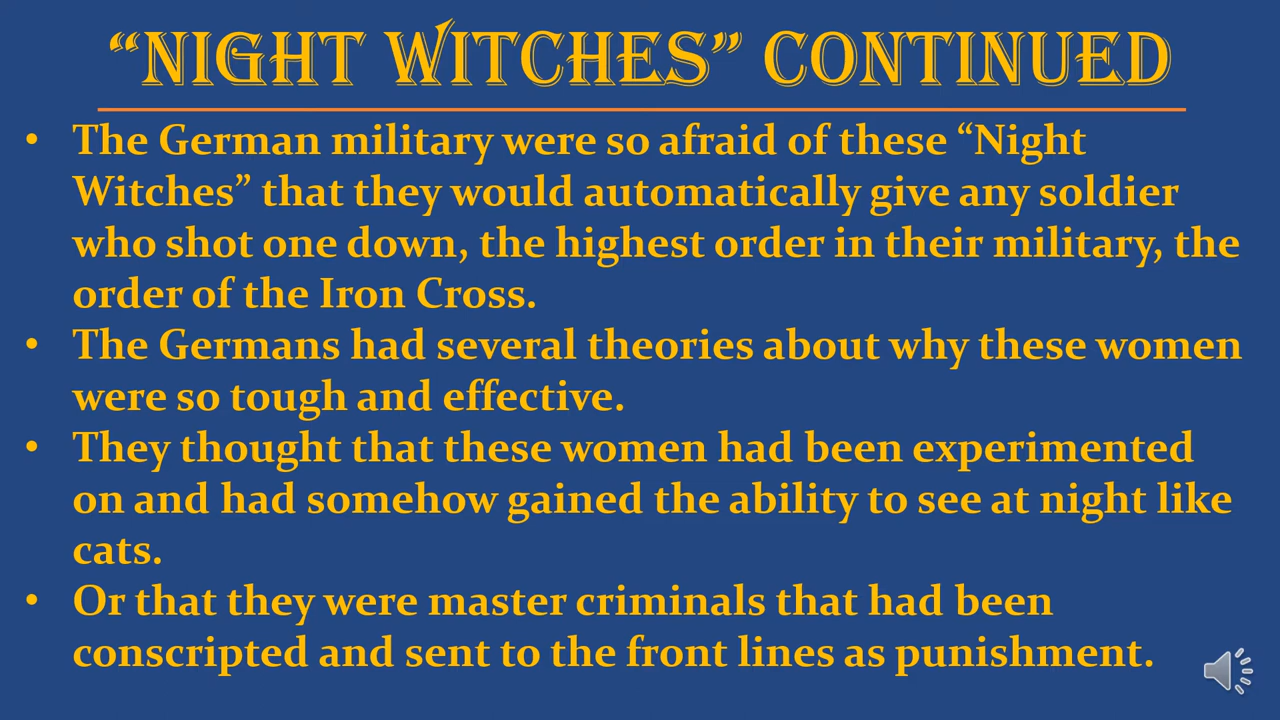 “NIGHT WITCHES” CONTINUED
• The German military were so afraid of these “Night
Witches” that they would automatically give any soldier
who shot one down, the highest order in their military, the
order of the Iron Cross.
• The Germans had several theories about why these women
were so tough and effective.
• They thought that these women had been experimented
on and had somehow gained the ability to see at night like
cats.
• Or that they were master criminals that had been
conscripted and sent to the front lines as punishment.